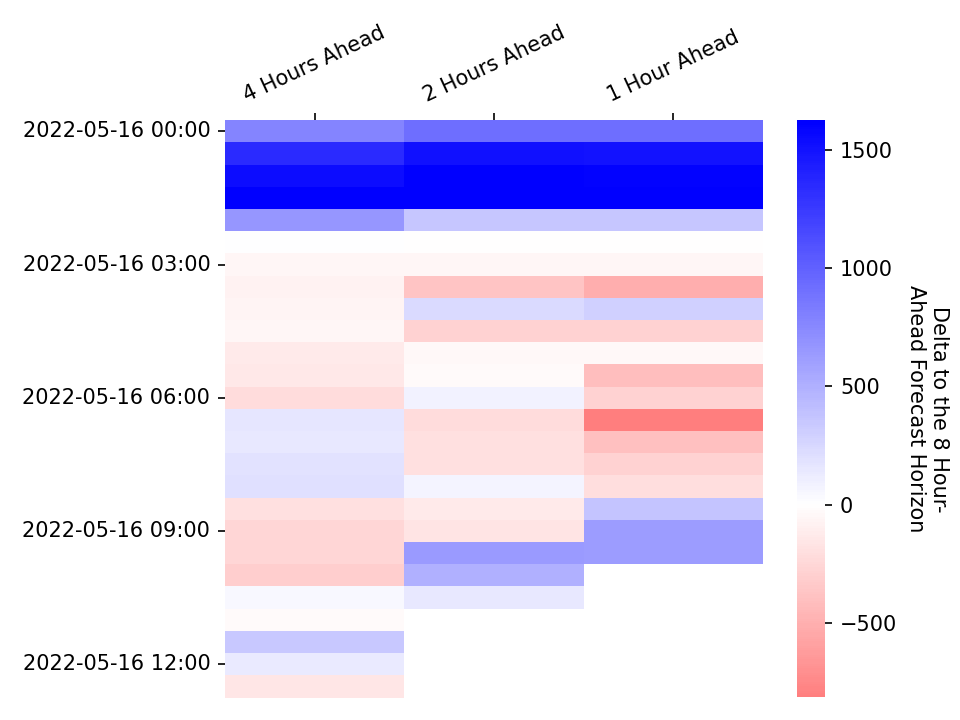 4 Hours Ahead
2 Hours Ahead
1 Hour Ahead
2022-05-16 00:00
2022-05-16 03:00
2022-05-16 06:00
2022-05-16 09:00
2022-05-16 12:00
1500
1000
500
0
−500
Delta to the 8 Hour-
Ahead Forecast Horizon